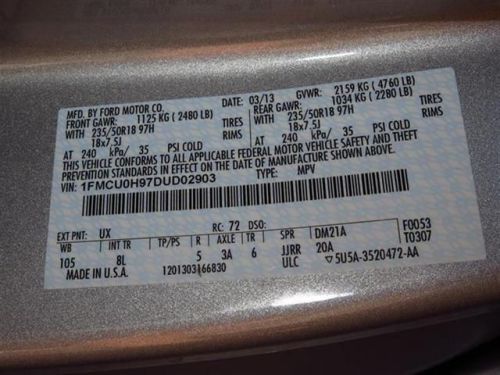 MFD. BY FORD MOTOR CO.
DATE: 03/13 GVWR: 2159 KG ( 4760 LB)
FRONT GAWR: 1125 KG ( 2480 LB) REAR GAWR: 1034 KG ( 2280 LB)
WITH 235/50R18 97H TIRES WITH 235/50R18 97H TIRES
18x7.5J RIMS 18x7.5J RIMS
AT 240 kPa/ 35 PSI COLD AT 240 kPa/ 35 PSI COLD
THIS VEHICLE CONFORMS TO ALL APPLICABLE FEDERAL MOTOR VEHICLE SAFETY AND THEFT
PREVENTION STANDARDS IN EFFECT ON THE DATE OF MANUFACTURE SHOWN ABOVE.
VIN: 1FMCU0H97DUD02903 TYPE: MPV
EXT PNT: UX RC: 72 DSO: F0053
WB INT TR TP/PS R AXLE TR SPR DM21A T0307
105 8L 5 3A 6 JJRR 20A
MADE IN U.S.A. 1201303166830 ULC ▽5U5A-3520472-AA